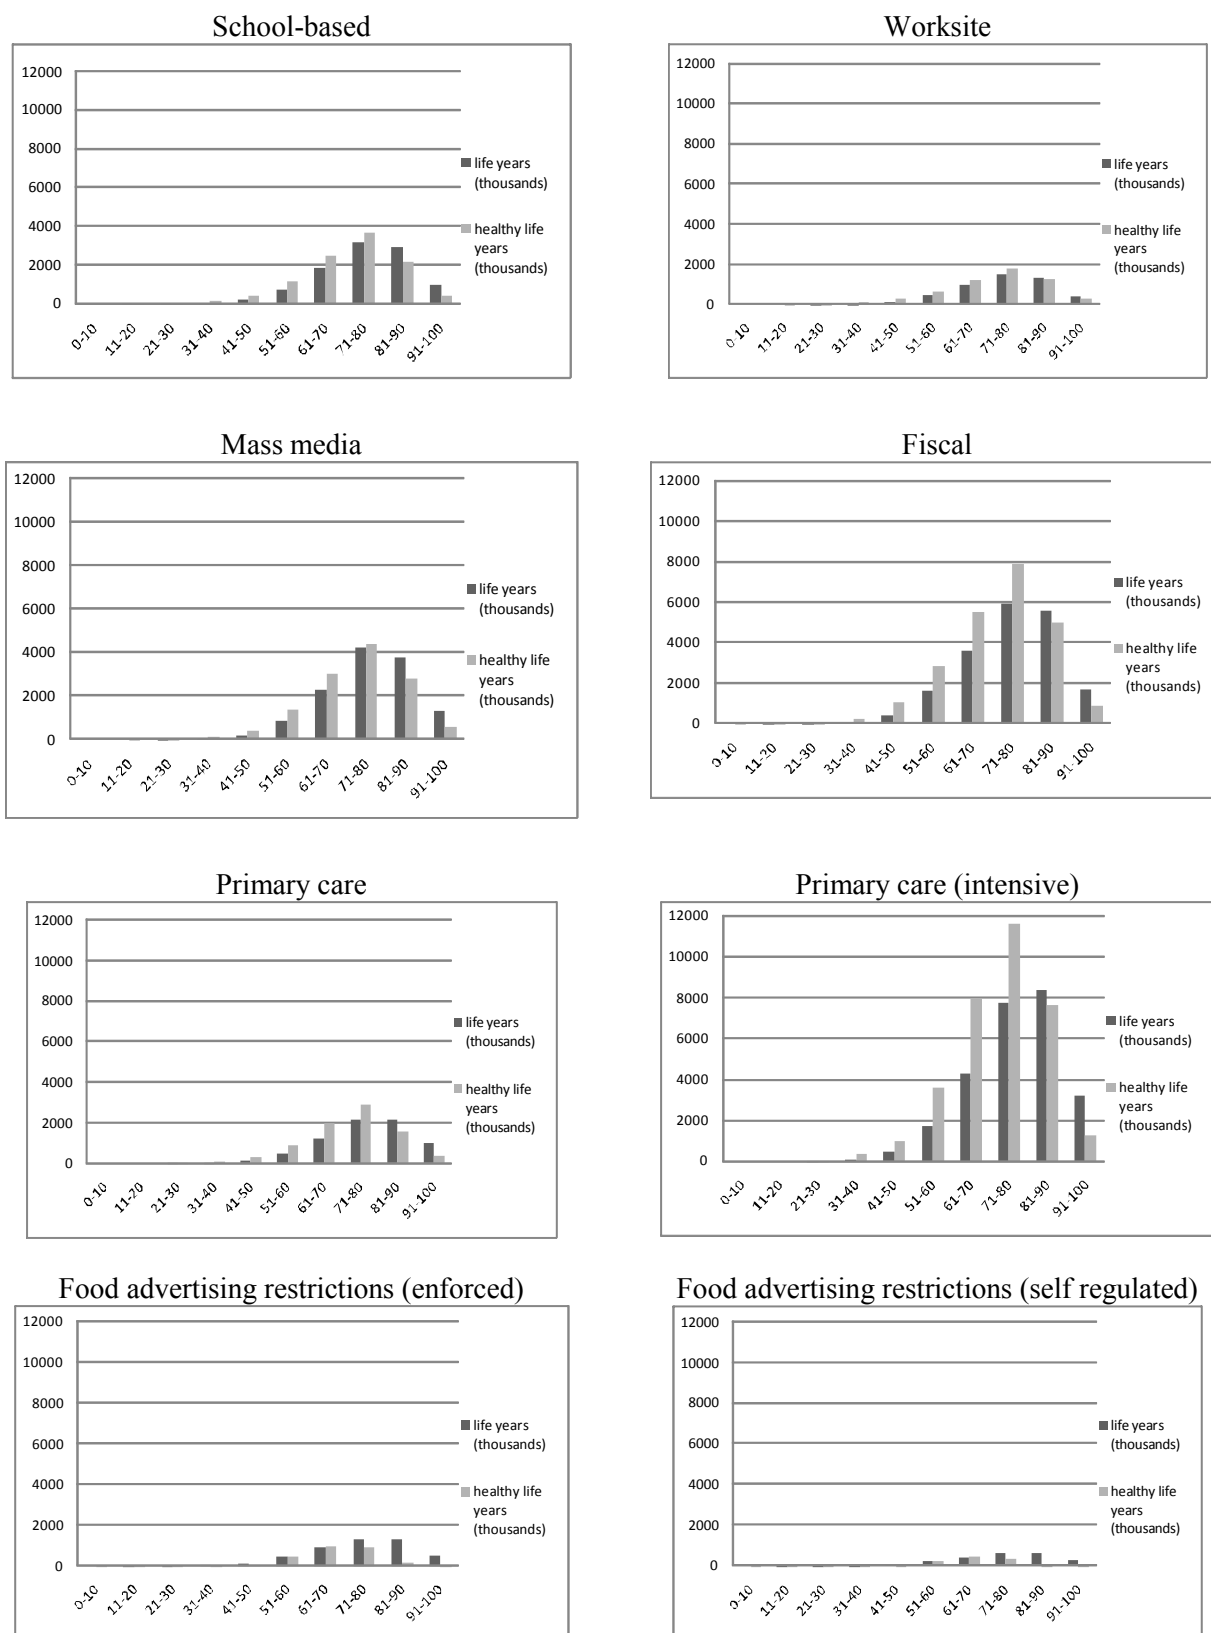 School-based
12000
10000
8000
6000
4000
2000
0
life years
(thousands)
healthy life
years
(thousands)
0-10
11-20
21-30
31-40
41-50
51-60
61-70
71-80
81-90
91-100
Worksite
12000
10000
8000
6000
4000
2000
0
life years
(thousands)
healthy life
years
(thousands)
0-10
11-20
21-30
31-40
41-50
51-60
61-70
71-80
81-90
91-100
Mass media
12000
10000
8000
6000
4000
2000
0
life years
(thousands)
healthy life
years
(thousands)
0-10
11-20
21-30
31-40
41-50
51-60
61-70
71-80
81-90
91-100
Fiscal
12000
10000
8000
6000
4000
2000
0
life years
(thousands)
healthy life
years
(thousands)
0-10
11-20
21-30
31-40
41-50
51-60
61-70
71-80
81-90
91-100
Primary care
12000
10000
8000
6000
4000
2000
0
life years
(thousands)
healthy life
years
(thousands)
0-10
11-20
21-30
31-40
41-50
51-60
61-70
71-80
81-90
91-100
Primary care (intensive)
12000
10000
8000
6000
4000
2000
0
life years
(thousands)
healthy life
years
(thousands)
0-10
11-20
21-30
31-40
41-50
51-60
61-70
71-80
81-90
91-100
Food advertising restrictions (enforced)
12000
10000
8000
6000
4000
2000
0
life years
(thousands)
healthy life
years
(thousands)
0-10
11-20
21-30
31-40
41-50
51-60
61-70
71-80
81-90
91-100
Food advertising restrictions (self regulated)
12000
10000
8000
6000
4000
2000
0
life years
(thousands)
healthy life
years
(thousands)
0-10
11-20
21-30
31-40
41-50
51-60
61-70
71-80
81-90
91-100